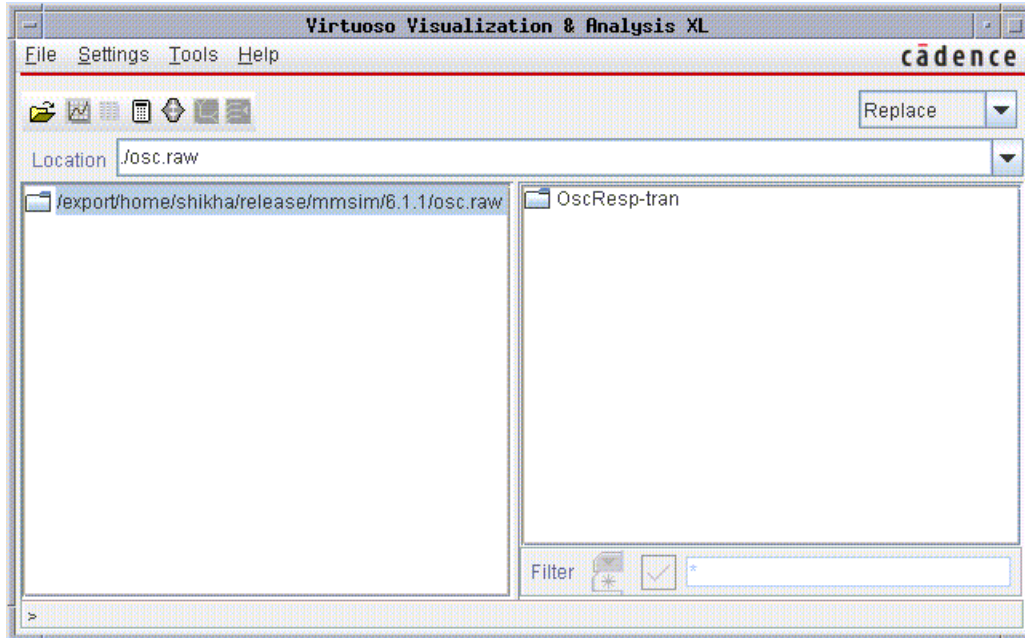 Virtuoso Visualization & Analysis XL
File Settings Tools Help
cādence
Replace
Location ./osc.raw
/export/home/shikha/release/mmsim/6.1.1/osc.raw
OscResp-tran
Filter *
>